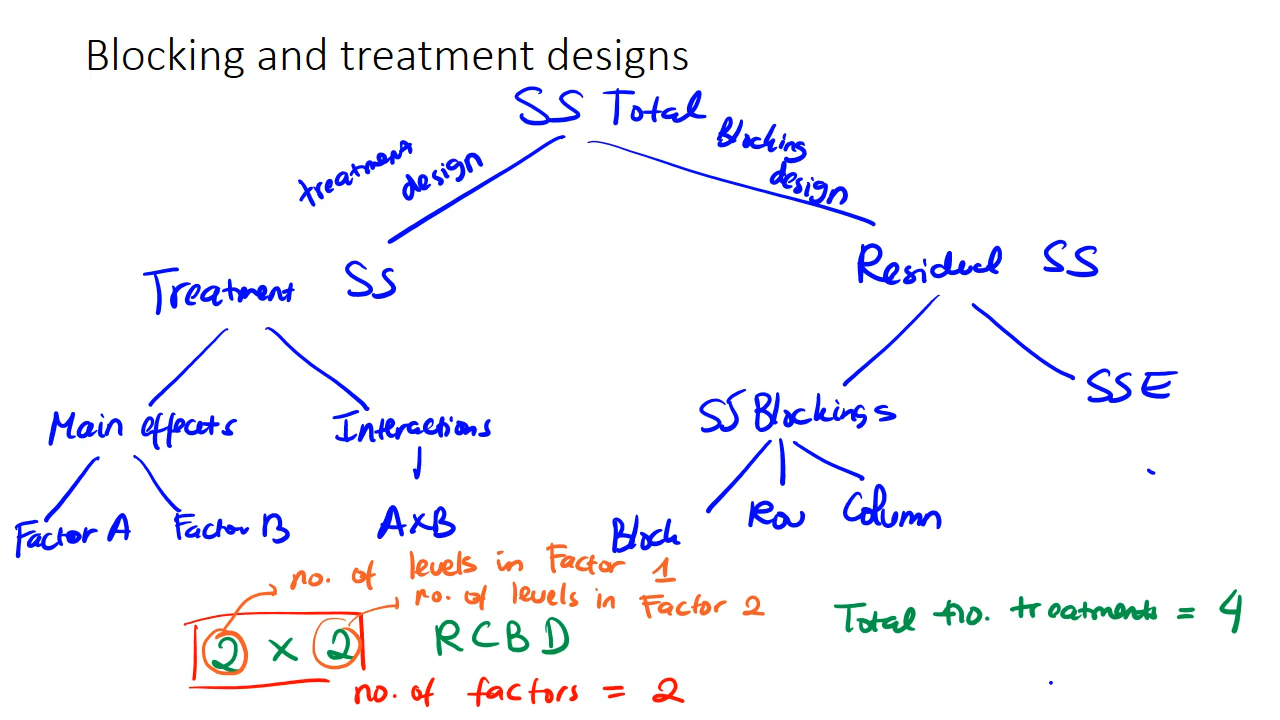 Blocking and treatment designs
SS Total
treatment design
Blocking design
Treatment SS
Residual SS
Main effects
Interactions
SS Blockings
SSE
Factor A
Factor B
A×B
Block
Row
Column
no. of levels in Factor 1
no. of levels in Factor 2
2 × 2 RCBD
Total no. treatments = 4
no. of factors = 2